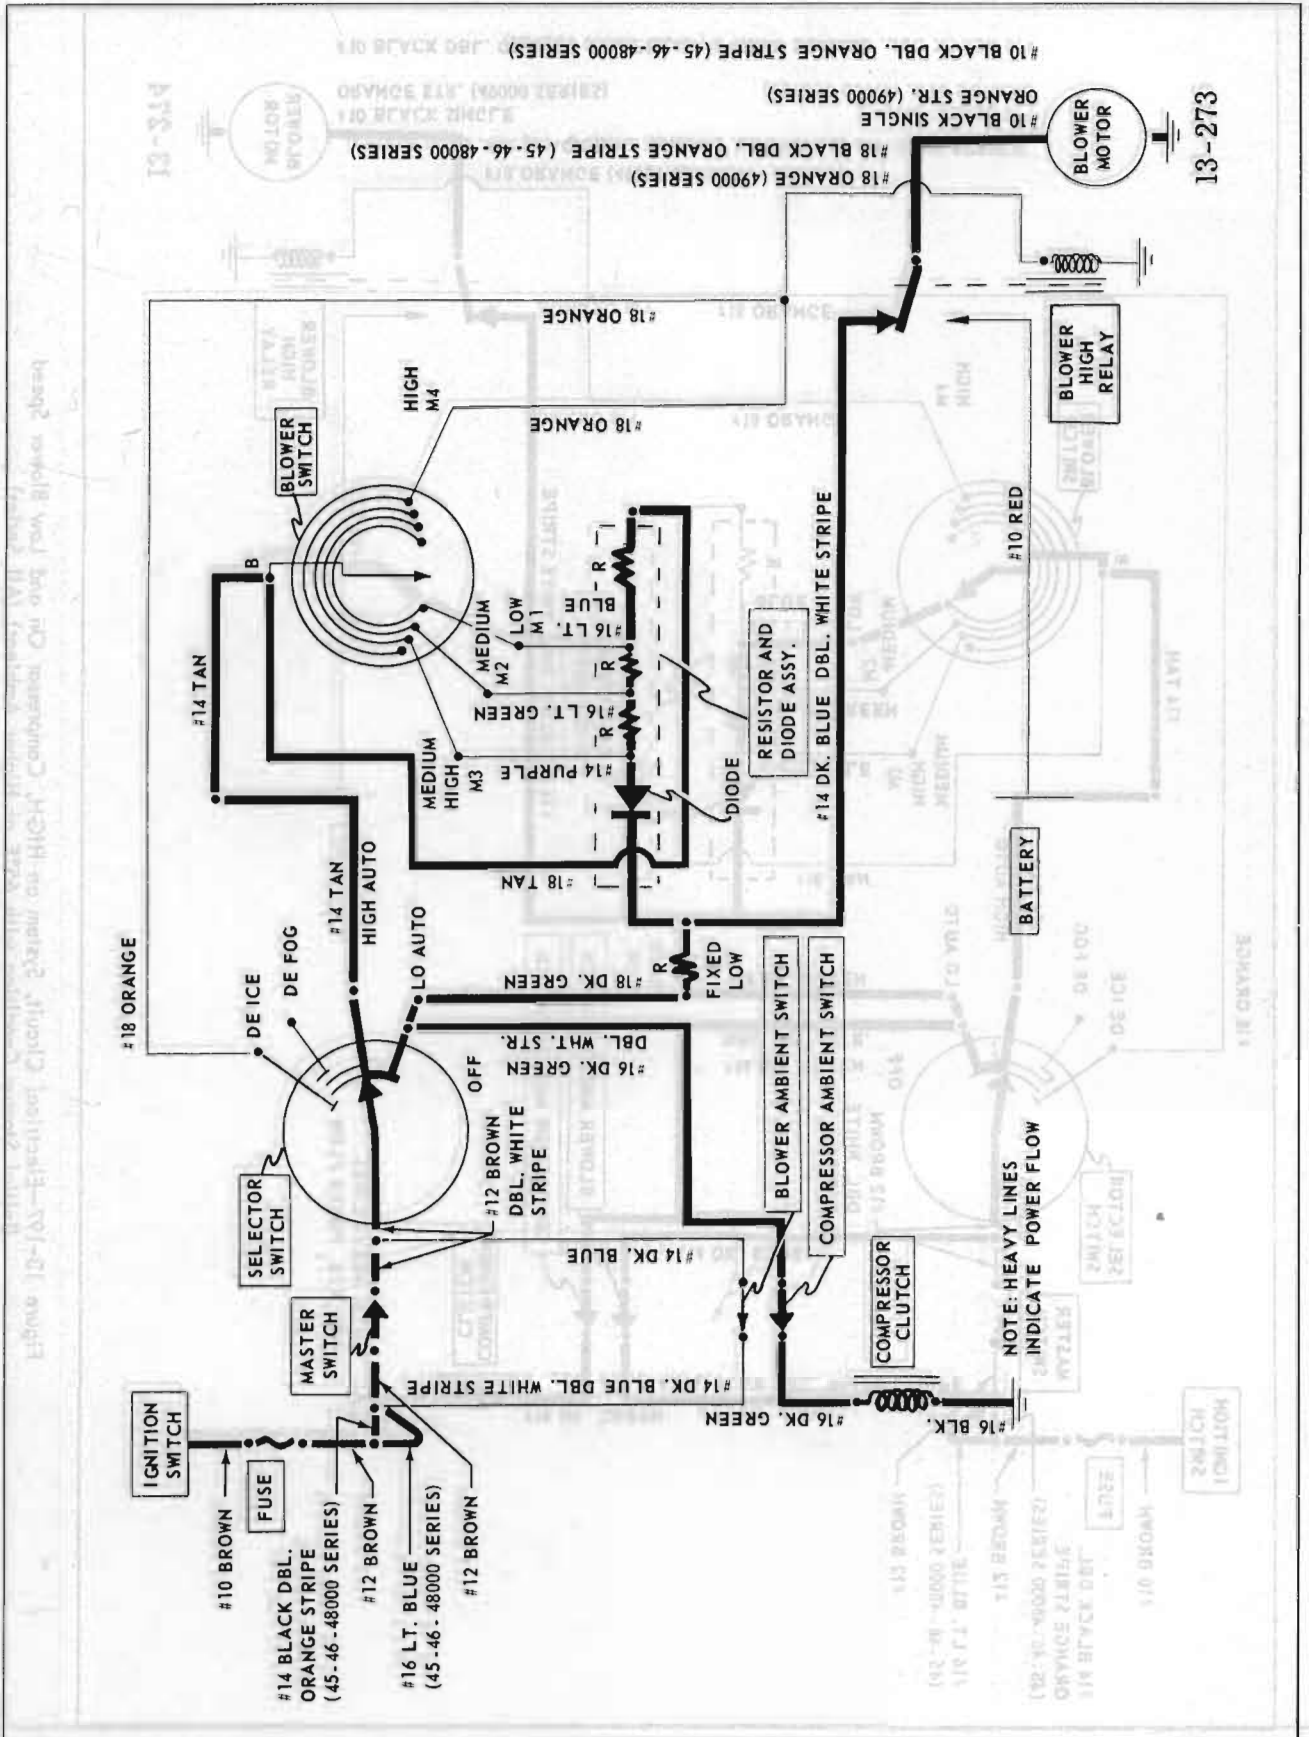 IGNITION
SWITCH
#10 BROWN
FUSE
#14 BLACK DBL.
ORANGE STRIPE
(45-46-48000 SERIES)
#12 BROWN
#16 LT. BLUE
(45-46-48000 SERIES)
#12 BROWN
MASTER
SWITCH
SELECTOR
SWITCH
#18 ORANGE
DE ICE
DE FOG
#14 TAN
HIGH AUTO
LO AUTO
OFF
#12 BROWN
DBL. WHITE
STRIPE
#14 DK. BLUE
#14 DK. BLUE DBL. WHITE STRIPE
#16 DK. GREEN
DBL. WHT. STR.
#18 DK. GREEN
R
FIXED
LOW
BLOWER AMBIENT SWITCH
COMPRESSOR AMBIENT SWITCH
#16 DK. GREEN
COMPRESSOR
CLUTCH
#16 BLK.
NOTE: HEAVY LINES
INDICATE POWER FLOW
#14 TAN
B
BLOWER
SWITCH
HIGH
M4
#18 ORANGE
#18 ORANGE
LOW
M1
MEDIUM
M2
MEDIUM
HIGH
M3
#16 LT.
BLUE
#16 LT. GREEN
#14 PURPLE
R
R
R
#18 TAN
DIODE
RESISTOR AND
DIODE ASSY.
#14 DK. BLUE DBL. WHITE STRIPE
BATTERY
#10 RED
BLOWER
HIGH
RELAY
#18 ORANGE (49000 SERIES)
#18 BLACK DBL. ORANGE STRIPE (45-46-48000 SERIES)
#10 BLACK SINGLE
ORANGE STR. (49000 SERIES)
#10 BLACK DBL. ORANGE STRIPE (45-46-48000 SERIES)
BLOWER
MOTOR
13-273